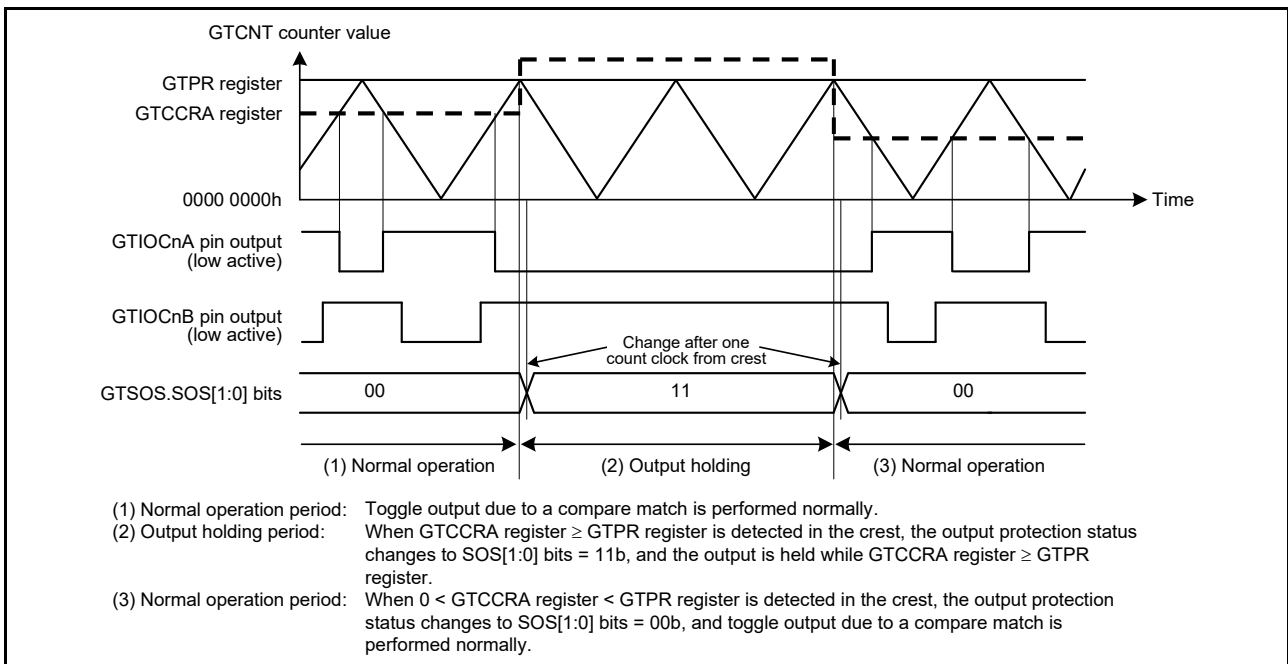 GTCNT counter value
GTPR register
GTCCRA register
0000 0000h
Time
GTIOCnA pin output
(low active)
GTIOCnB pin output
(low active)
Change after one
count clock from crest
GTSOS.SOS[1:0] bits
00
11
00
(1) Normal operation
(2) Output holding
(3) Normal operation
(1) Normal operation period: Toggle output due to a compare match is performed normally.
(2) Output holding period: When GTCCRA register ≥ GTPR register is detected in the crest, the output protection status
changes to SOS[1:0] bits = 11b, and the output is held while GTCCRA register ≥ GTPR
register.
(3) Normal operation period: When 0 < GTCCRA register < GTPR register is detected in the crest, the output protection
status changes to SOS[1:0] bits = 00b, and toggle output due to a compare match is
performed normally.